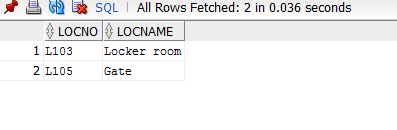 SQL | All Rows Fetched: 2 in 0.036 seconds
LOCNO LOCNAME
1 L103 Locker room
2 L105 Gate